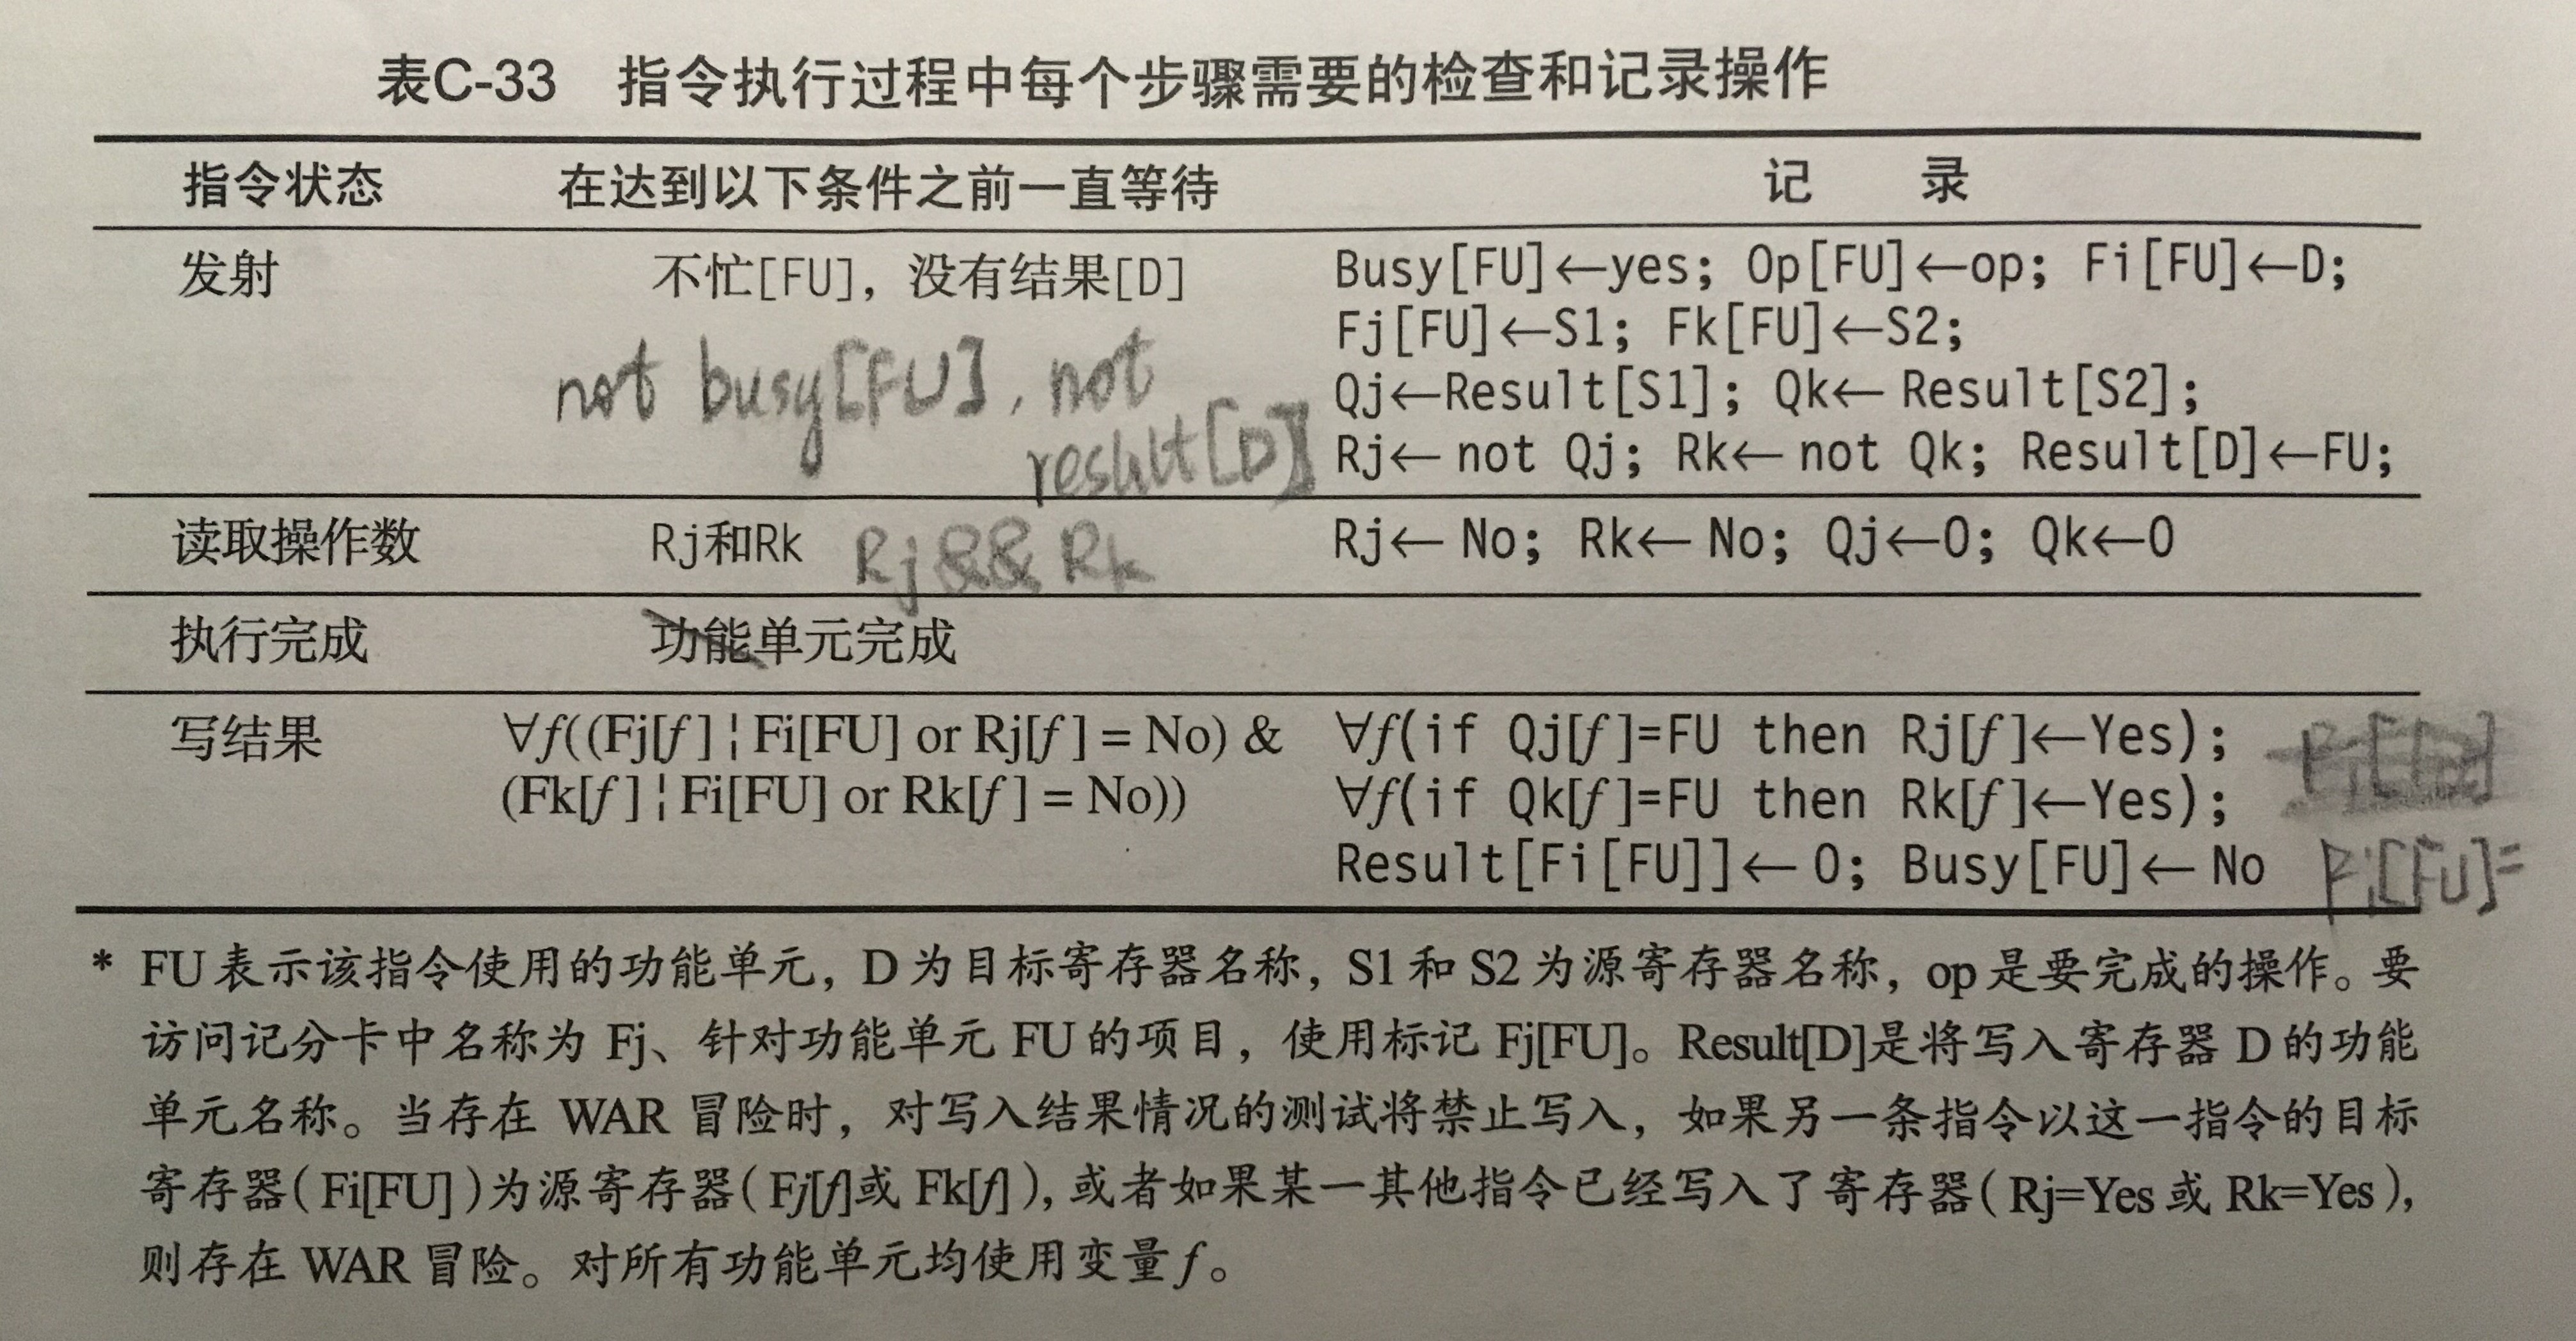 表C-33 指令执行过程中每个步骤需要的检查和记录操作
指令状态 在达到以下条件之前一直等待 记 录
发射 不忙[FU]，没有结果[D] Busy[FU]←yes; Op[FU]←op; Fi[FU]←D;
Fj[FU]←S1; Fk[FU]←S2;
not busy[FU], not Qj←Result[S1]; Qk← Result[S2];
result[D] Rj← not Qj; Rk← not Qk; Result[D]←FU;
读取操作数 Rj和Rk Rj && Rk Rj← No; Rk← No; Qj←0; Qk←0
执行完成 功能单元完成
写结果 ∀f((Fj[f]¦Fi[FU] or Rj[f] = No) & ∀f(if Qj[f]=FU then Rj[f]←Yes);
(Fk[f]¦Fi[FU] or Rk[f] = No)) ∀f(if Qk[f]=FU then Rk[f]←Yes);
Result[Fi[FU]]← 0; Busy[FU]← No Fi[FU]=
* FU表示该指令使用的功能单元，D为目标寄存器名称，S1和S2为源寄存器名称，op是要完成的操作。要
访问记分卡中名称为 Fj、针对功能单元 FU 的项目，使用标记 Fj[FU]。Result[D]是将写入寄存器 D 的功能
单元名称。当存在 WAR 冒险时，对写入结果情况的测试将禁止写入，如果另一条指令以这一指令的目标
寄存器（Fi[FU]）为源寄存器（Fj[f]或 Fk[f]），或者如果某一其他指令已经写入了寄存器（Rj=Yes 或 Rk=Yes），
则存在 WAR 冒险。对所有功能单元均使用变量 f。